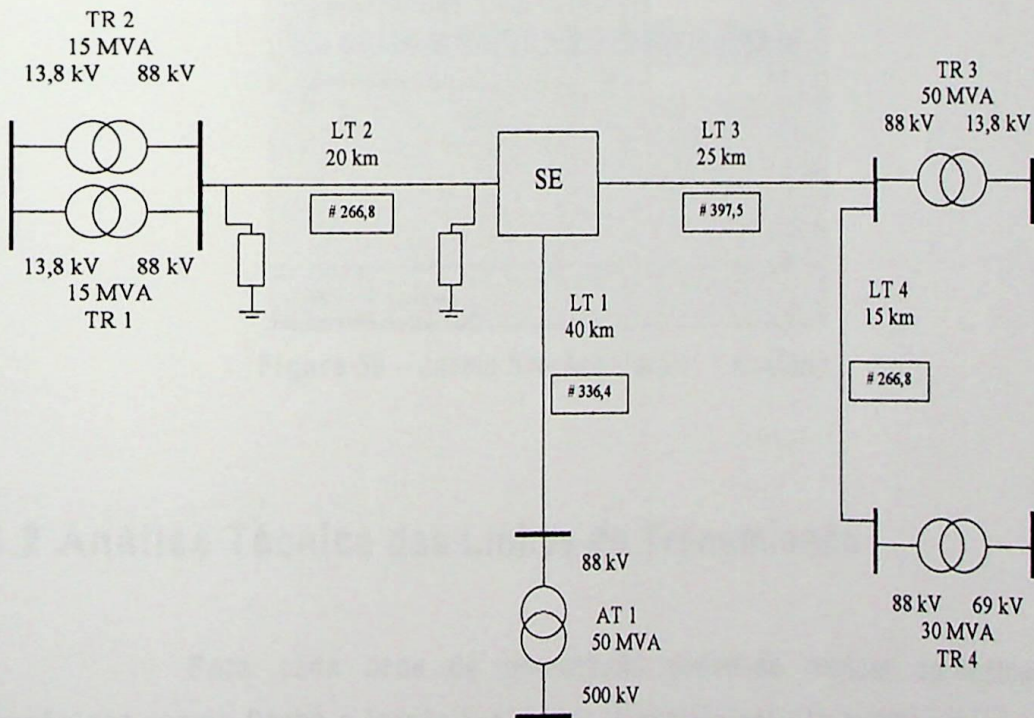 TR 2
15 MVA
13,8 kV 88 kV
13,8 kV 88 kV
15 MVA
TR 1
LT 2
20 km
# 266,8
SE
LT 3
25 km
# 397,5
LT 1
40 km
# 336,4
88 kV
AT 1
50 MVA
500 kV
TR 3
50 MVA
88 kV 13,8 kV
LT 4
15 km
# 266,8
88 kV 69 kV
30 MVA
TR 4